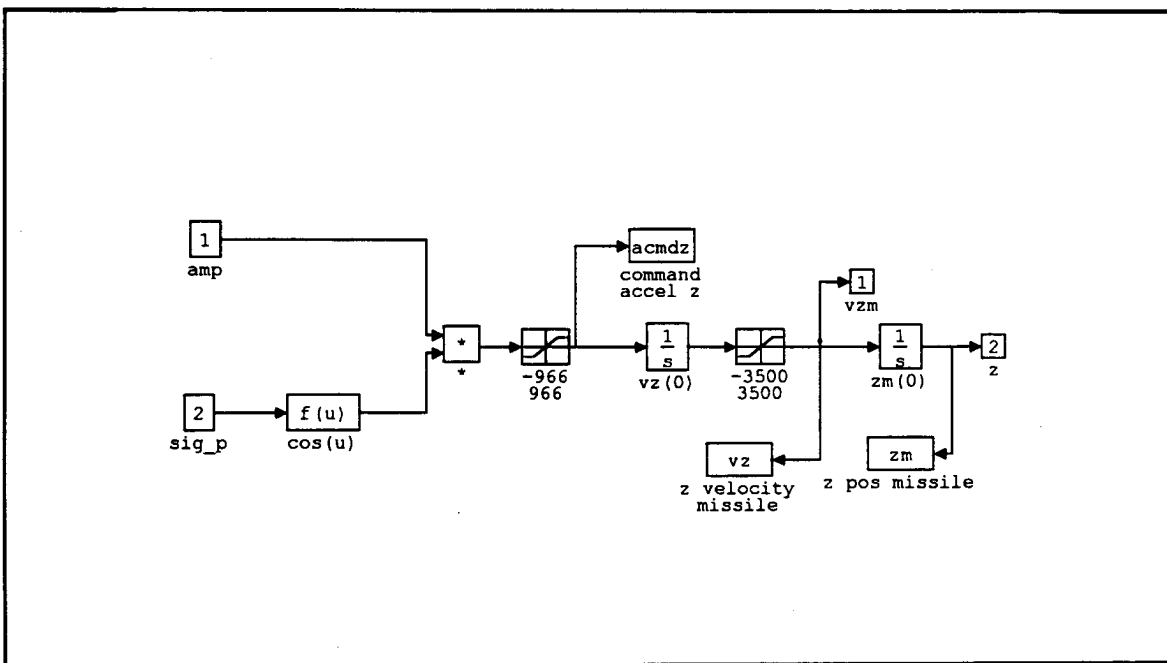 1
amp
2
sig_p
f(u)
cos(u)
*
*
-966
966
acmdz
command
accel z
1
s
vz(0)
-3500
3500
1
vzm
1
s
zm(0)
2
z
vz
z velocity
missile
zm
z pos missile